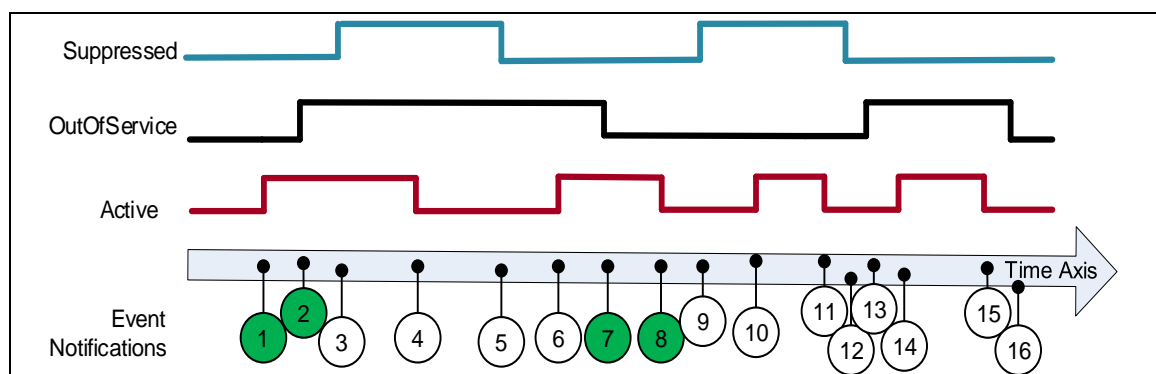 Suppressed
OutOfService
Active
Time Axis
Event
Notifications
1
2
3
4
5
6
7
8
9
10
11
12
13
14
15
16